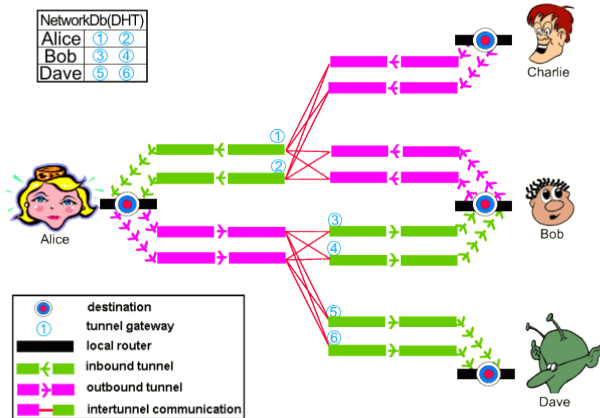 NetworkDb(DHT)
Alice 1 2
Bob 3 4
Dave 5 6
Charlie
1
2
Alice
Bob
3
4
5
6
Dave
destination
1 tunnel gateway
local router
inbound tunnel
outbound tunnel
intertunnel communication